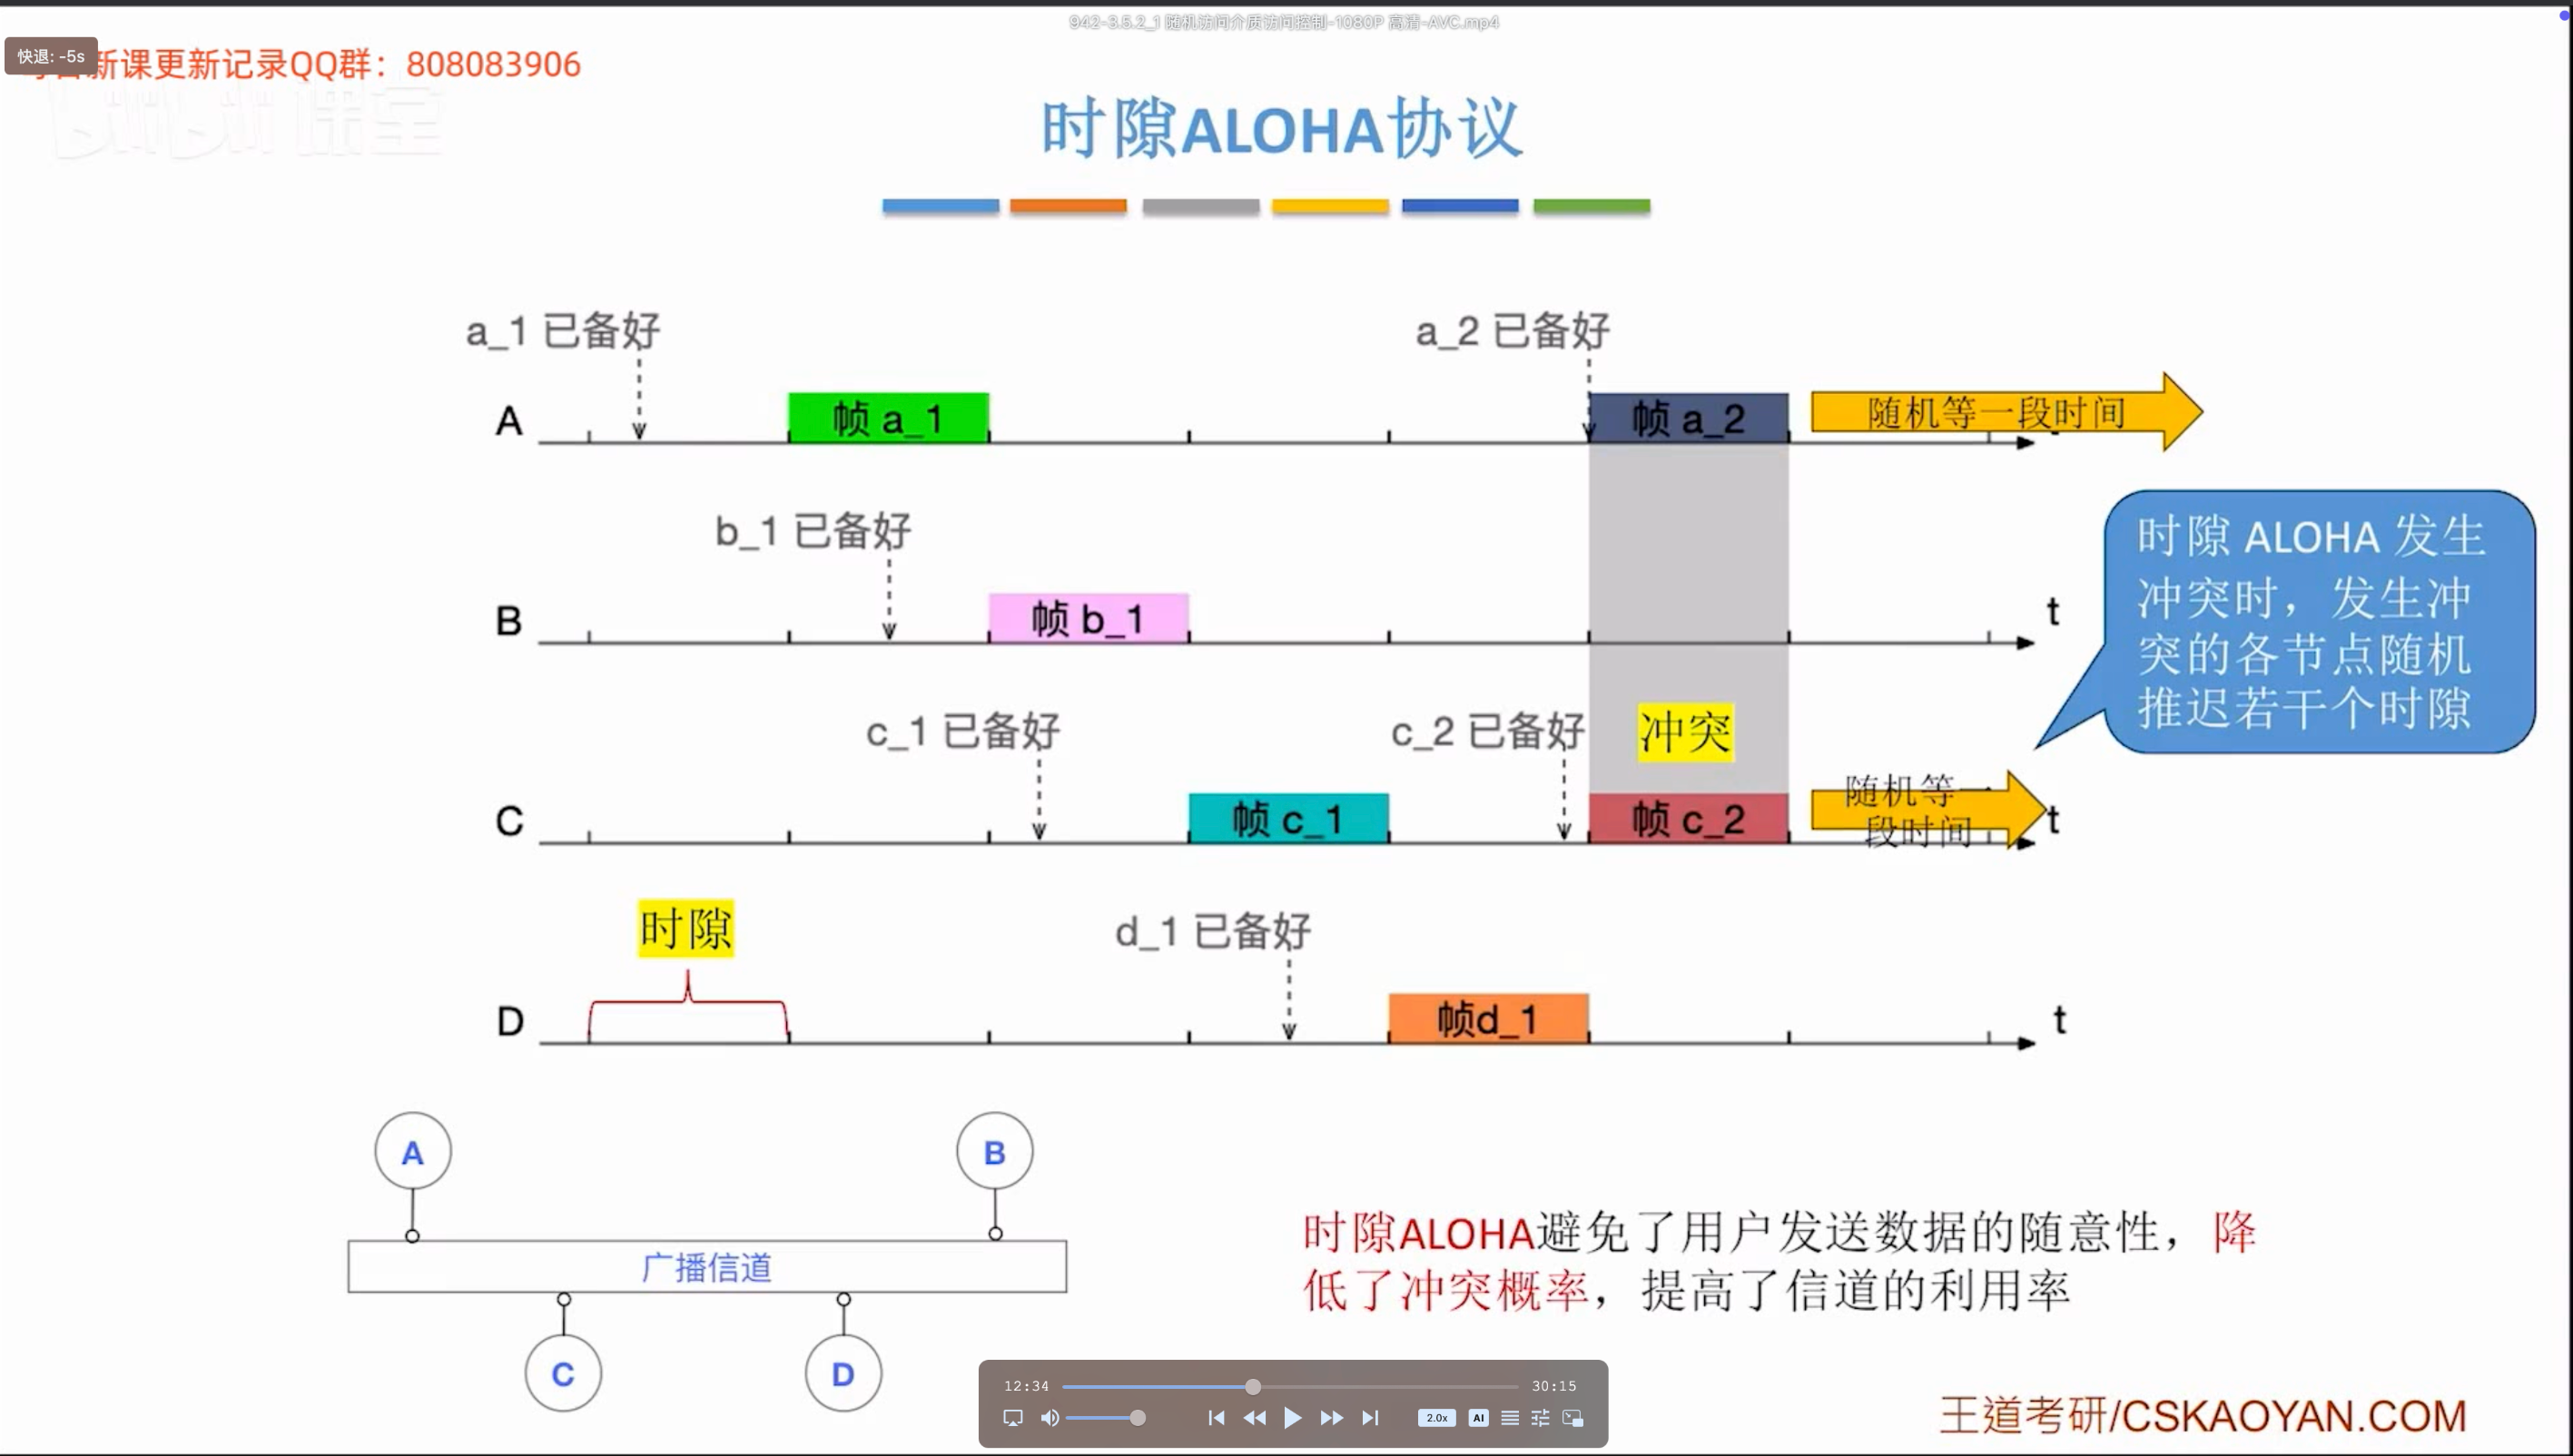 942-3.5.2_1 随机访问介质访问控制-1080P 高清-AVC.mp4
快退: -5s
新课更新记录QQ群：808083906
课堂
时隙ALOHA协议
a_1 已备好
a_2 已备好
A
帧 a_1
帧 a_2
随机等一段时间
b_1 已备好
B
帧 b_1
t
时隙 ALOHA 发生
冲突时，发生冲
突的各节点随机
推迟若干个时隙
c_1 已备好
c_2 已备好
冲突
C
帧 c_1
帧 c_2
随机等一
段时间
t
时隙
d_1 已备好
D
帧d_1
t
A
B
广播信道
C
D
时隙ALOHA避免了用户发送数据的随意性，降
低了冲突概率，提高了信道的利用率
12:34
30:15
2.0x
AI
王道考研/CSKAOYAN.COM